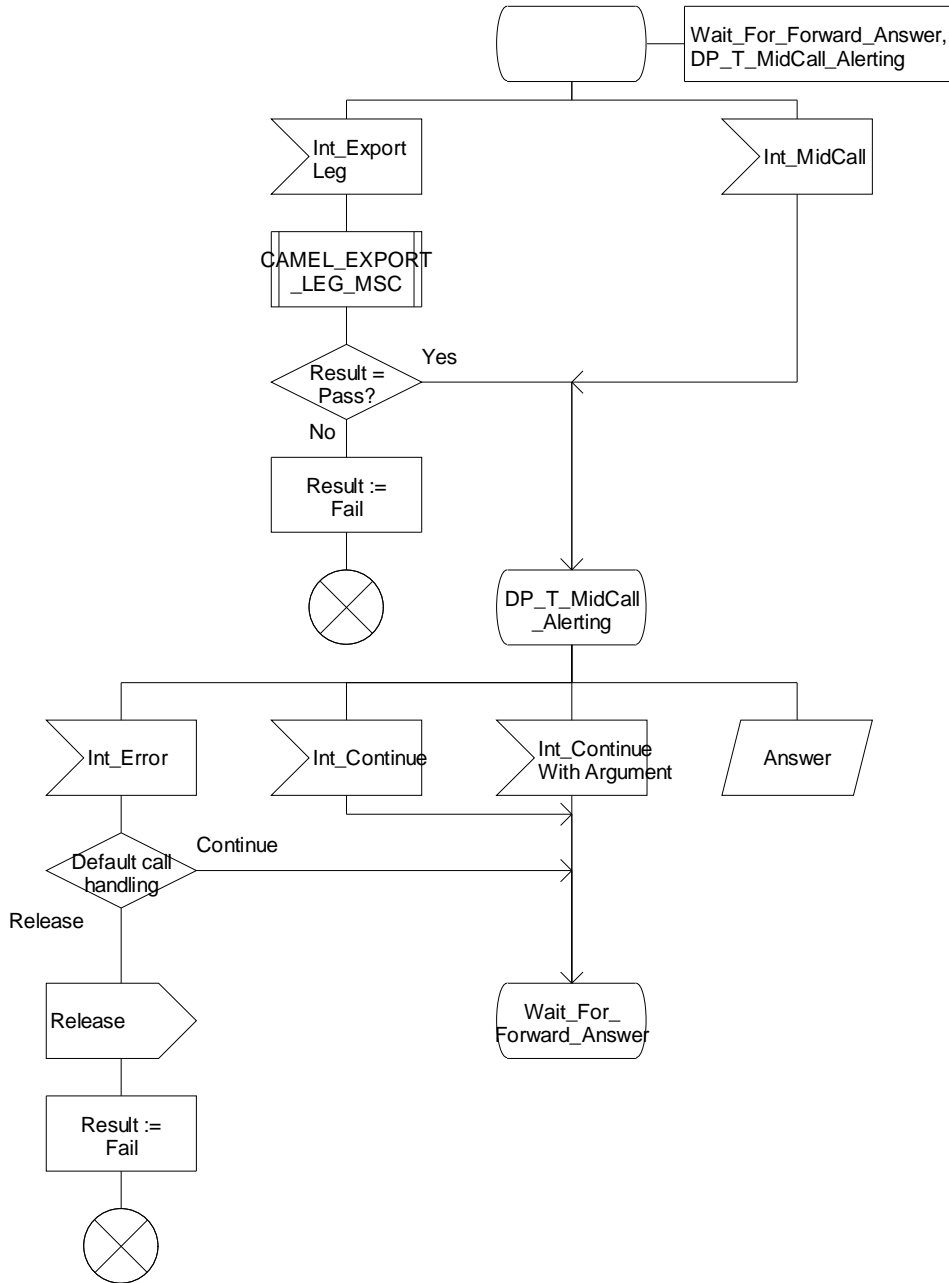 Wait_For_Forward_Answer,
DP_T_MidCall_Alerting
Int_Export
Leg
Int_MidCall
CAMEL_EXPORT
_LEG_MSC
Yes
Result =
Pass?
No
Result :=
Fail
DP_T_MidCall
_Alerting
Int_Error
Int_Continue
Int_Continue
With Argument
Answer
Continue
Default call
handling
Release
Release
Wait_For_
Forward_Answer
Result :=
Fail